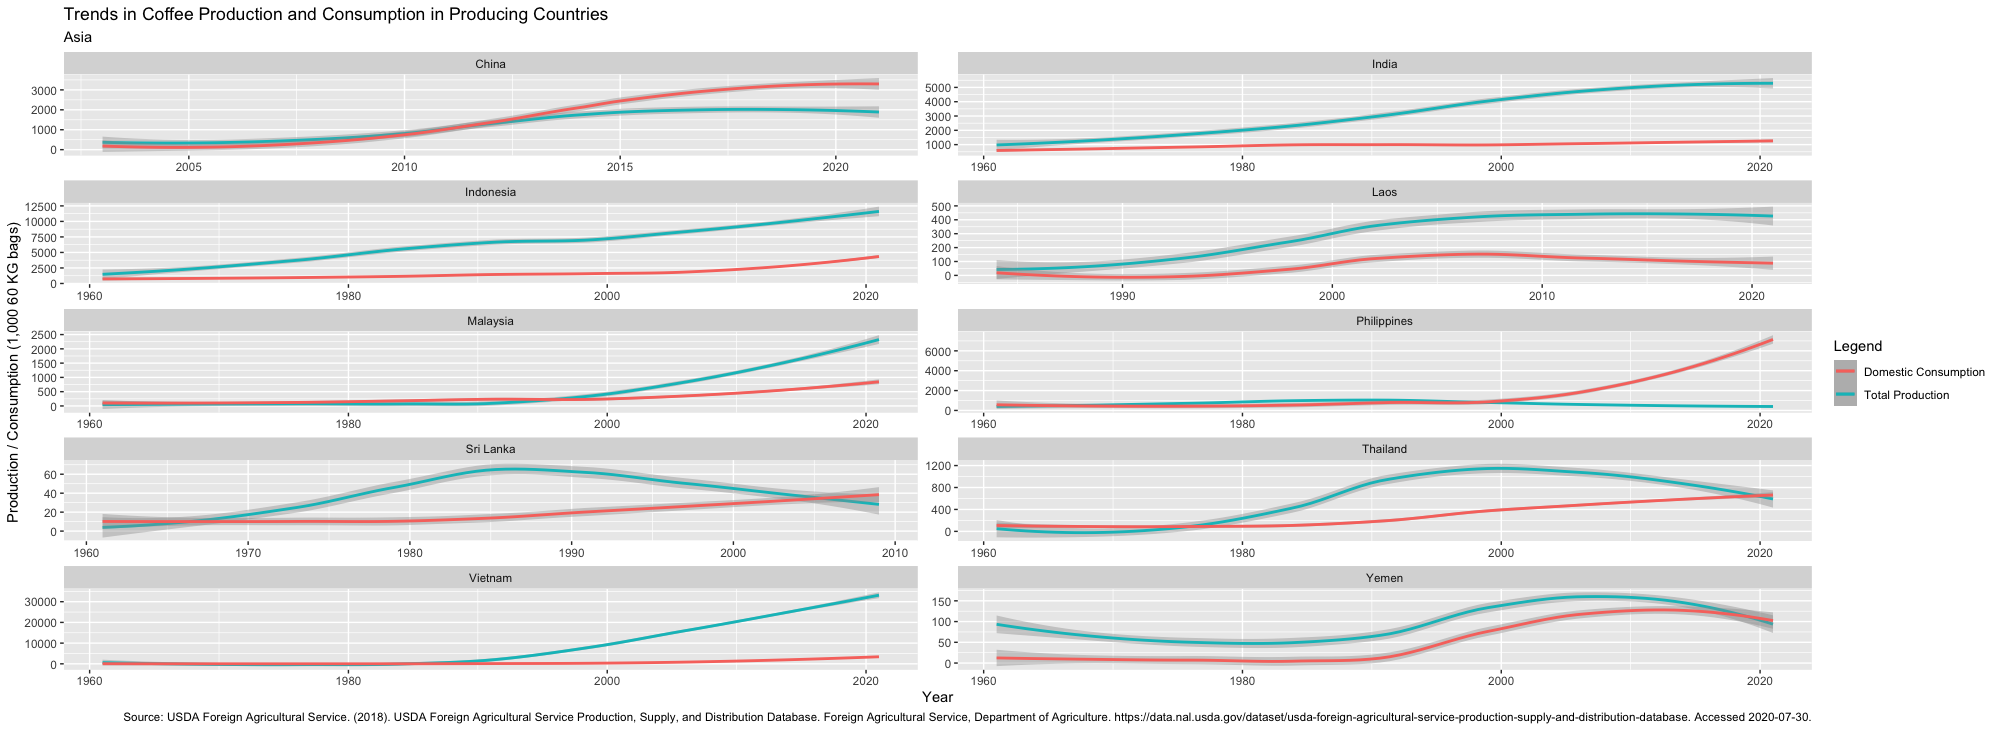 Trends in Coffee Production and Consumption in Producing Countries
Asia
China
3000
2000
1000
0
2005 2010 2015 2020
India
5000
4000
3000
2000
1000
1960 1980 2000 2020
Indonesia
12500
10000
7500
5000
2500
0
1960 1980 2000 2020
Laos
500
400
300
200
100
0
1990 2000 2010 2020
Malaysia
2500
2000
1500
1000
500
0
1960 1980 2000 2020
Philippines
6000
4000
2000
0
1960 1980 2000 2020
Sri Lanka
60
40
20
0
1960 1970 1980 1990 2000 2010
Thailand
1200
800
400
0
1960 1980 2000 2020
Vietnam
30000
20000
10000
0
1960 1980 2000 2020
Yemen
150
100
50
0
1960 1980 2000 2020
Production / Consumption (1,000 60 KG bags)
Year
Legend
Domestic Consumption
Total Production
Source: USDA Foreign Agricultural Service. (2018). USDA Foreign Agricultural Service Production, Supply, and Distribution Database. Foreign Agricultural Service, Department of Agriculture. https://data.nal.usda.gov/dataset/usda-foreign-agricultural-service-production-supply-and-distribution-database. Accessed 2020-07-30.